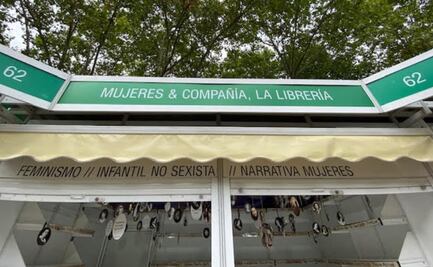 62
MUJERES & COMPAÑÍA, LA LIBRERÍA
62
FEMINISMO // INFANTIL NO SEXISTA // NARRATIVA MUJERES